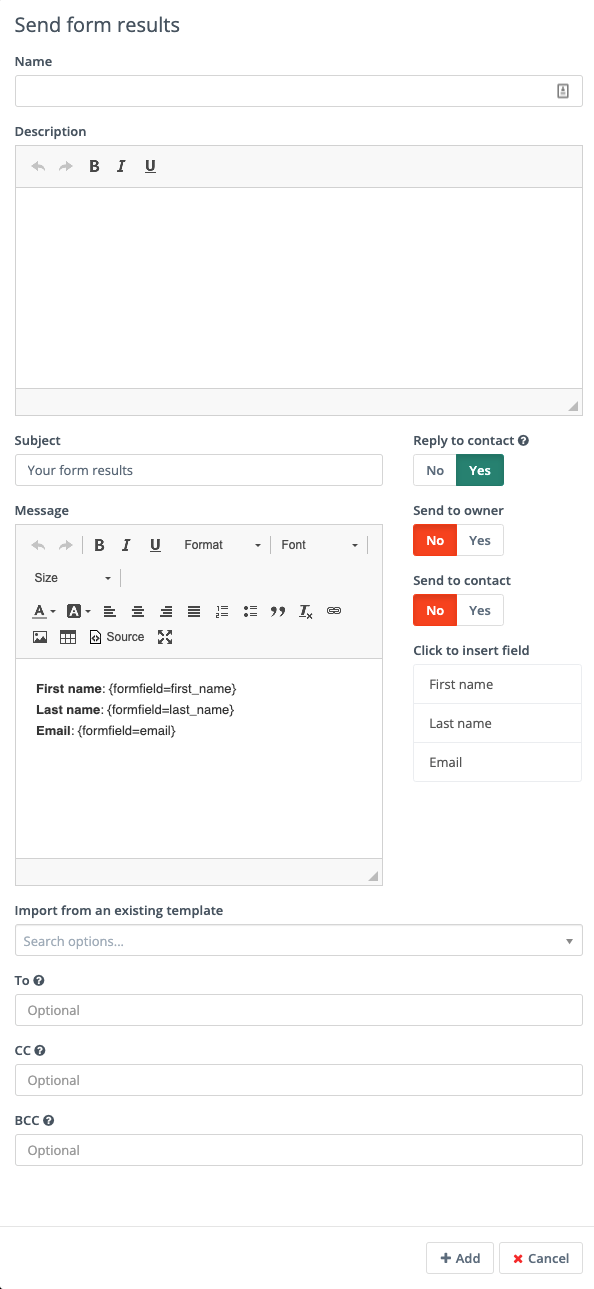 Send form results
Name
Description
B I U
Subject
Your form results
Reply to contact
No Yes
Message
B I U Format Font
Size
A A Source
First name: {formfield=first_name}
Last name: {formfield=last_name}
Email: {formfield=email}
Send to owner
No Yes
Send to contact
No Yes
Click to insert field
First name
Last name
Email
Import from an existing template
Search options...
To
Optional
CC
Optional
BCC
Optional
Add Cancel